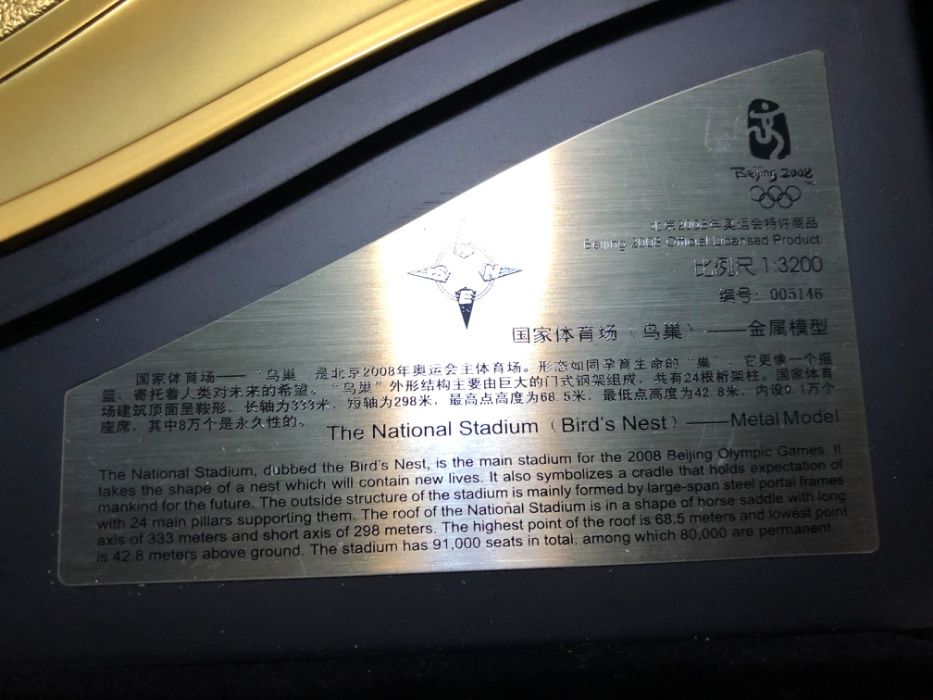 Beijing 2008
北京2008年奥运会特许商品
Beijing 2008 Official Licensed Product
比例尺 1:3200
编号: 005146
国家体育场（鸟巢）——金属模型
国家体育场——“鸟巢”是北京2008年奥运会主体育场。形态如同孕育生命的“巢”，它更像一个摇
篮，寄托着人类对未来的希望。“鸟巢”外形结构主要由巨大的门式钢架组成，共有24根桁架柱。国家体育
场建筑顶面呈鞍形，长轴为333米，短轴为298米，最高点高度为68.5米，最低点高度为42.8米，内设9.1万个
座席，其中8万个是永久性的。
The National Stadium（Bird's Nest）——Metal Model
The National Stadium, dubbed the Bird's Nest, is the main stadium for the 2008 Beijing Olympic Games. It
takes the shape of a nest which will contain new lives. It also symbolizes a cradle that holds expectation of
mankind for the future. The outside structure of the stadium is mainly formed by large-span steel portal frames
with 24 main pillars supporting them. The roof of the National Stadium is in a shape of horse saddle with long
axis of 333 meters and short axis of 298 meters. The highest point of the roof is 68.5 meters and lowest point
is 42.8 meters above ground. The stadium has 91,000 seats in total, among which 80,000 are permanent.